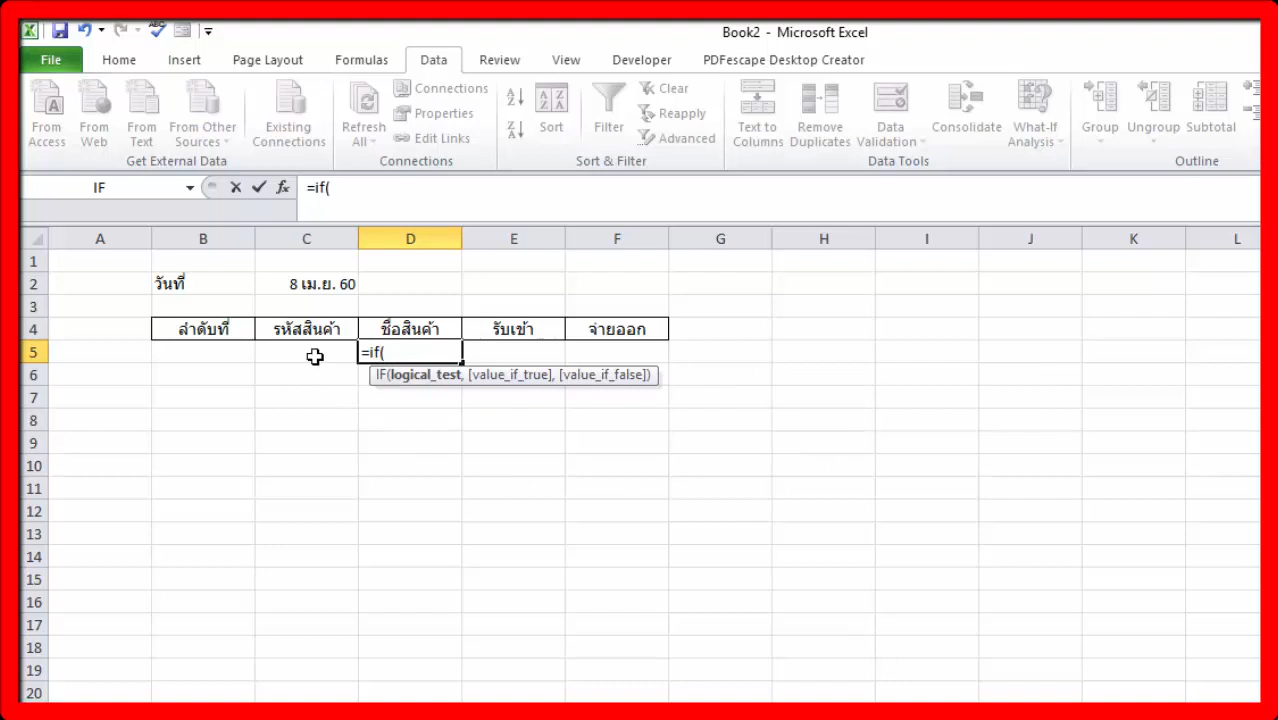 ABC
Book2 - Microsoft Excel
File Home Insert Page Layout Formulas Data Review View Developer PDFescape Desktop Creator
From Access
From Web
From Text
From Other Sources
Get External Data
Existing Connections
Refresh All
Connections
Properties
Edit Links
Connections
Sort
Filter
Clear
Reapply
Advanced
Sort & Filter
Text to Columns
Remove Duplicates
Data Validation
Consolidate
What-If Analysis
Data Tools
Group
Ungroup
Subtotal
Outline
IF fx =if(
A B C D E F G H I J K L
1
2 วันที่ 8 เม.ย. 60
3
4 ลำดับที่ รหัสสินค้า ชื่อสินค้า รับเข้า จ่ายออก
5 =if(
IF(logical_test, [value_if_true], [value_if_false])
6
7
8
9
10
11
12
13
14
15
16
17
18
19
20